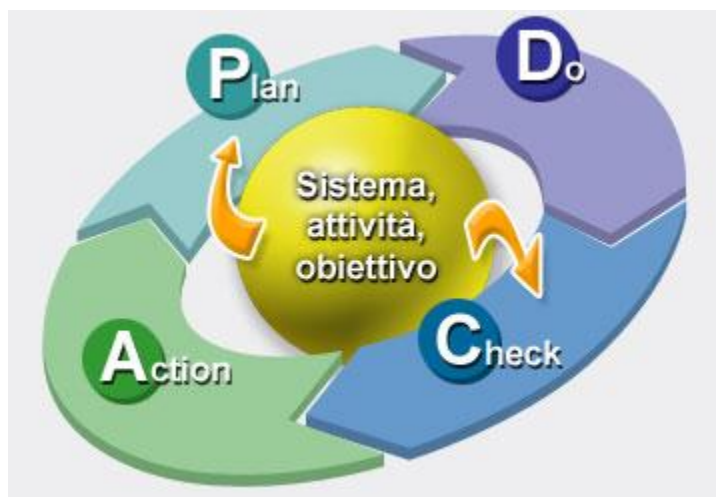 Plan
Do
Sistema,
attività,
obiettivo
Check
Action